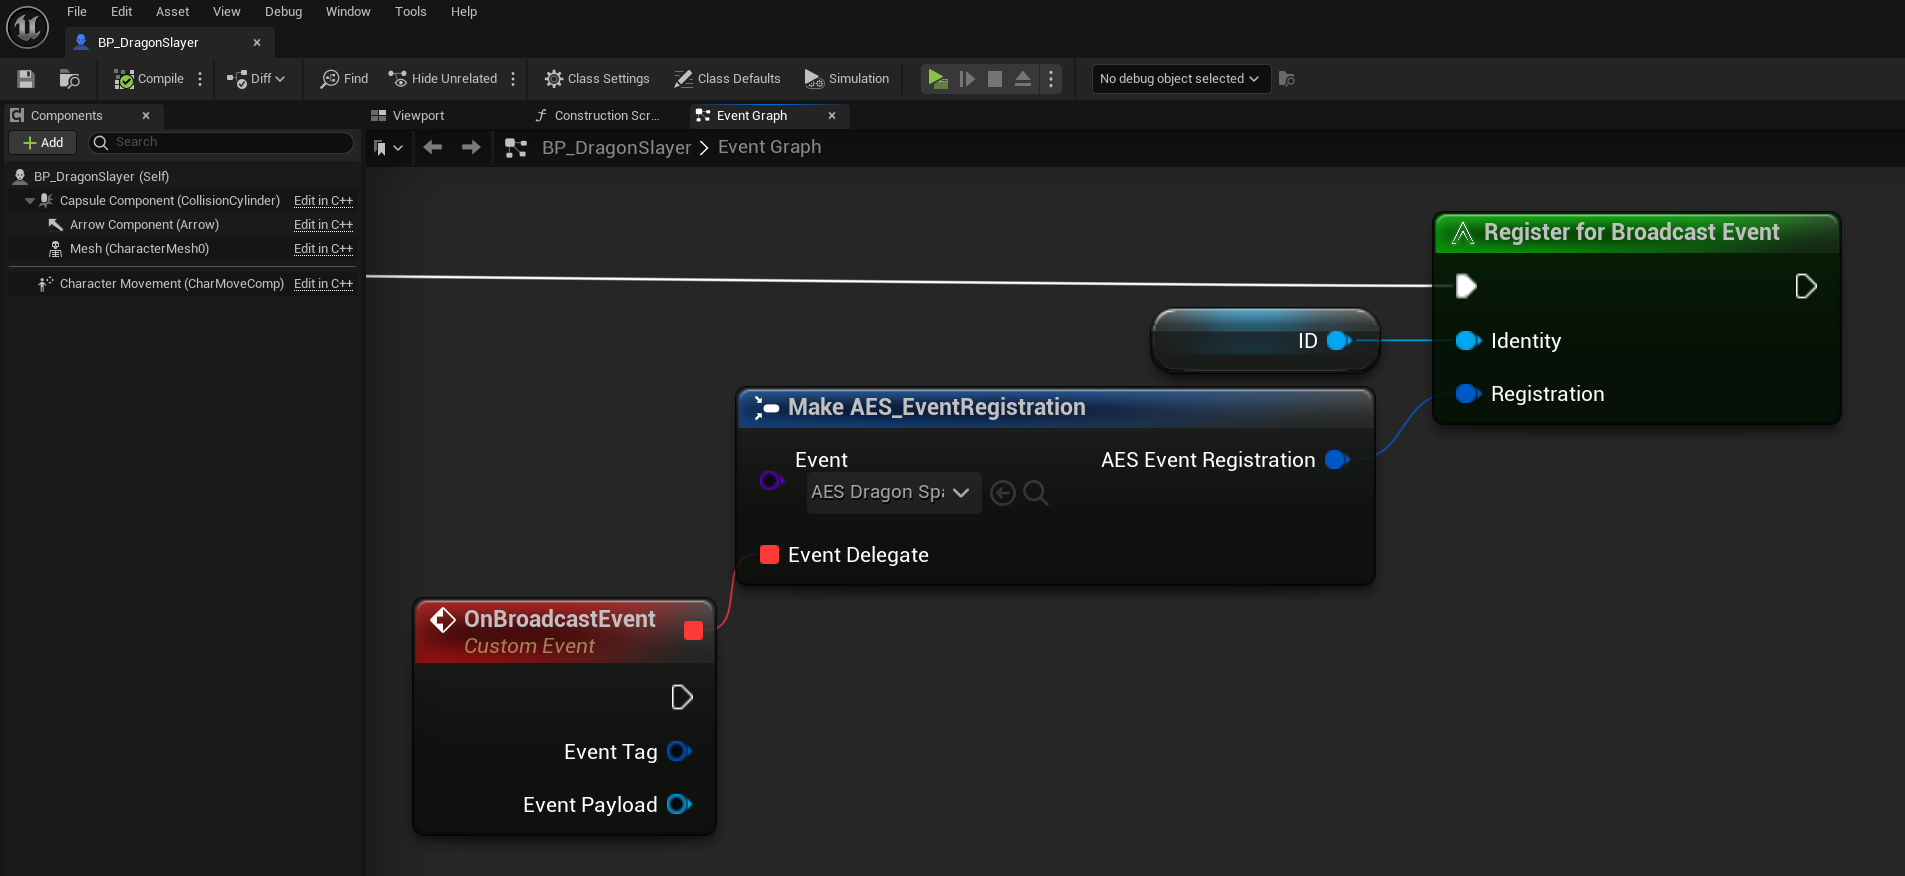 File Edit Asset View Debug Window Tools Help
BP_DragonSlayer
Compile Diff Find Hide Unrelated Class Settings Class Defaults Simulation No debug object selected
Components Viewport Construction Scr... Event Graph
Add Search BP_DragonSlayer > Event Graph
BP_DragonSlayer (Self)
Capsule Component (CollisionCylinder) Edit in C++
Arrow Component (Arrow) Edit in C++
Mesh (CharacterMesh0) Edit in C++
Character Movement (CharMoveComp) Edit in C++
Register for Broadcast Event
ID Identity
Registration
Make AES_EventRegistration
Event AES Event Registration
AES Dragon Spa
Event Delegate
OnBroadcastEvent
Custom Event
Event Tag
Event Payload